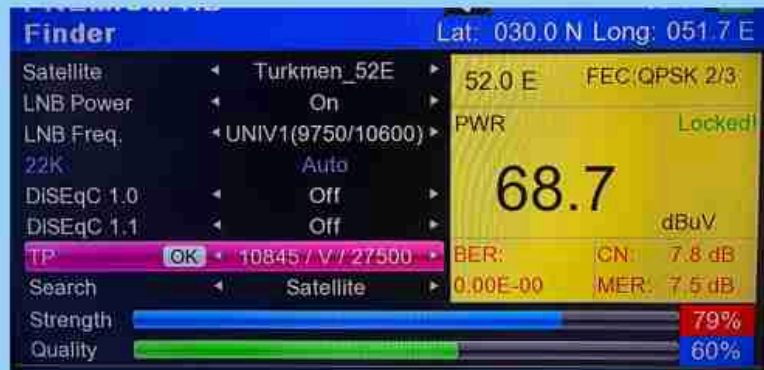 Finder
Lat: 030.0 N Long: 051.7 E
Satellite Turkmen_52E
LNB Power On
LNB Freq. UNIV1(9750/10600)
22K Auto
DiSEqC 1.0 Off
DiSEqC 1.1 Off
TP OK 10845 / V / 27500
Search Satellite
52.0 E FEC:QPSK 2/3
PWR Locked!
68.7
dBuV
BER: CN: 7.8 dB
0.00E-00 MER: 7.5 dB
Strength 79%
Quality 60%